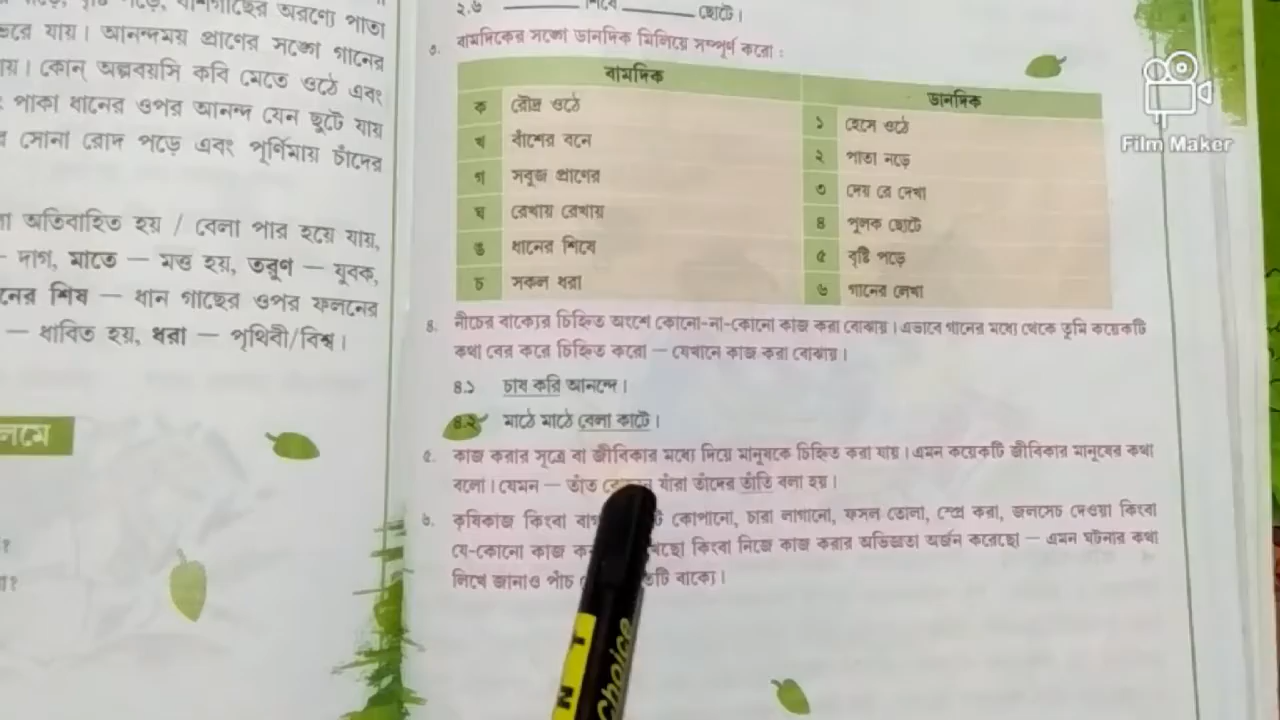 বাঁশগাছের অরণ্যে পাতা
ভরে যায়। আনন্দময় প্রাণের সঙ্গে গানের
যায়। কোন্ অল্পবয়সি কবি মেতে ওঠে এবং
পাকা ধানের ওপর আনন্দ যেন ছুটে যায়
সোনা রোদ পড়ে এবং পূর্ণিমায় চাঁদের
অতিবাহিত হয় / বেলা পার হয়ে যায়,
— দাগ, মাতে — মত্ত হয়, তরুণ — যুবক,
নের শিষ — ধান গাছের ওপর ফলনের
— ধাবিত হয়, ধরা — পৃথিবী/বিশ্ব।
লমে
২.৬ ________ শিষে ________ ছোটে।
৩. বামদিকের সঙ্গে ডানদিক মিলিয়ে সম্পূর্ণ করো :
বামদিক ডানদিক
ক রৌদ্র ওঠে ১ হেসে ওঠে
খ বাঁশের বনে ২ পাতা নড়ে
গ সবুজ প্রাণের ৩ দেয় রে দেখা
ঘ রেখায় রেখায় ৪ পুলক ছোটে
ঙ ধানের শিষে ৫ বৃষ্টি পড়ে
চ সকল ধরা ৬ গানের লেখা
৪. নীচের বাক্যের চিহ্নিত অংশে কোনো-না-কোনো কাজ করা বোঝায়। এভাবে গানের মধ্যে থেকে তুমি কয়েকটি
কথা বের করে চিহ্নিত করো — যেখানে কাজ করা বোঝায়।
৪.১ চাষ করি আনন্দে।
৪.২ মাঠে মাঠে বেলা কাটে।
৫. কাজ করার সূত্রে বা জীবিকার মধ্যে দিয়ে মানুষকে চিহ্নিত করা যায়। এমন কয়েকটি জীবিকার মানুষের কথা
বলো। যেমন — তাঁত যাঁরা তাঁদের তাঁতি বলা হয়।
৬. কৃষিকাজ কিংবা কোপানো, চারা লাগানো, ফসল তোলা, স্প্রে করা, জলসেচ দেওয়া কিংবা
যে-কোনো কাজ কিংবা নিজে কাজ করার অভিজ্ঞতা অর্জন করেছো — এমন ঘটনার কথা
লিখে জানাও পাঁচ বাক্যে।
Film Maker
Choice